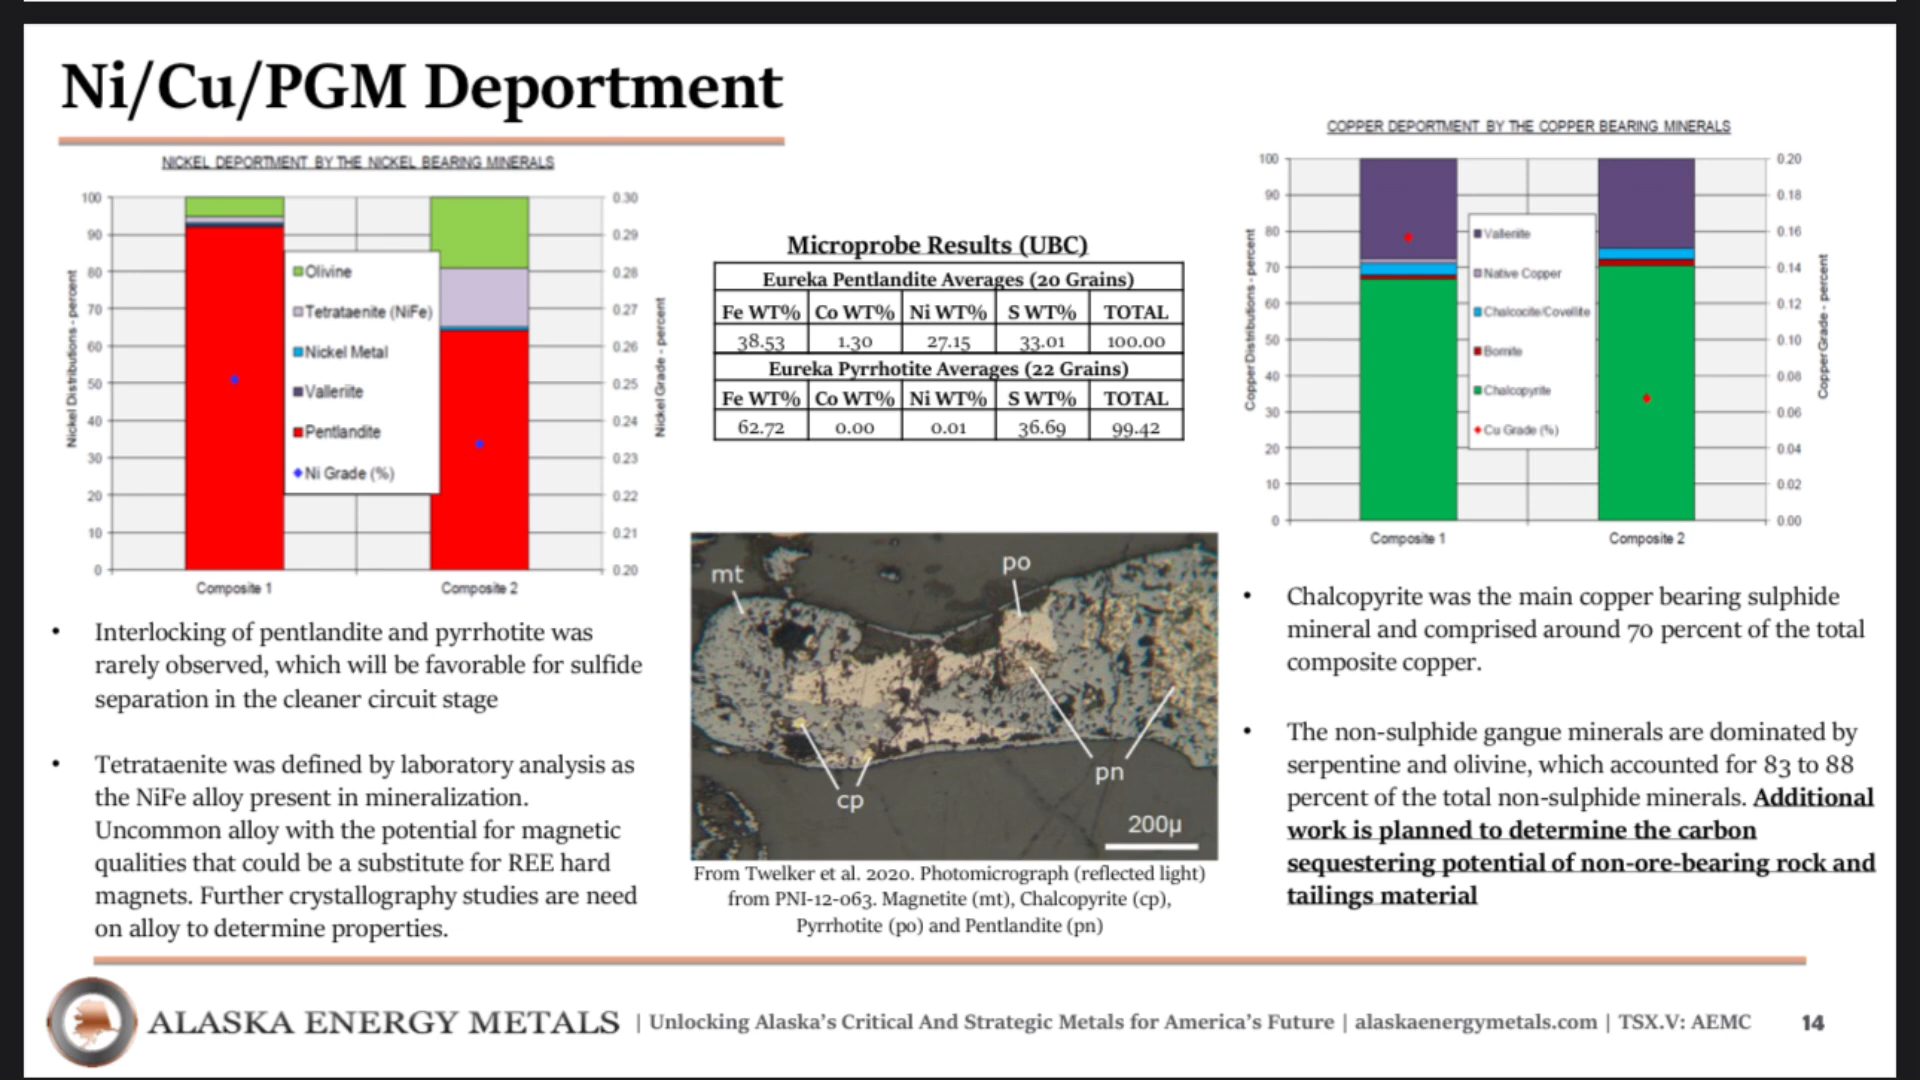 Ni/Cu/PGM Deportment
NICKEL DEPORTMENT BY THE NICKEL BEARING MINERALS
100
90
80
70
60
50
40
30
20
10
0
Nickel Distributions - percent
0.30
0.29
0.28
0.27
0.26
0.25
0.24
0.23
0.22
0.21
0.20
Nickel Grade - percent
Olivine
Tetrataenite (NiFe)
Nickel Metal
Valleriite
Pentlandite
Ni Grade (%)
Composite 1
Composite 2
Interlocking of pentlandite and pyrrhotite was
rarely observed, which will be favorable for sulfide
separation in the cleaner circuit stage
Tetrataenite was defined by laboratory analysis as
the NiFe alloy present in mineralization.
Uncommon alloy with the potential for magnetic
qualities that could be a substitute for REE hard
magnets. Further crystallography studies are need
on alloy to determine properties.
Microprobe Results (UBC)
Eureka Pentlandite Averages (20 Grains)
Fe WT% Co WT% Ni WT% S WT% TOTAL
38.53 1.30 27.15 33.01 100.00
Eureka Pyrrhotite Averages (22 Grains)
Fe WT% Co WT% Ni WT% S WT% TOTAL
62.72 0.00 0.01 36.69 99.42
mt
po
pn
cp
200µ
From Twelker et al. 2020. Photomicrograph (reflected light)
from PNI-12-063. Magnetite (mt), Chalcopyrite (cp),
Pyrrhotite (po) and Pentlandite (pn)
COPPER DEPORTMENT BY THE COPPER BEARING MINERALS
100
90
80
70
60
50
40
30
20
10
0
Copper Distributions - percent
0.20
0.18
0.16
0.14
0.12
0.10
0.08
0.06
0.04
0.02
0.00
Copper Grade - percent
Valleriite
Native Copper
Chalcocite/Covellite
Bornite
Chalcopyrite
Cu Grade (%)
Composite 1
Composite 2
Chalcopyrite was the main copper bearing sulphide
mineral and comprised around 70 percent of the total
composite copper.
The non-sulphide gangue minerals are dominated by
serpentine and olivine, which accounted for 83 to 88
percent of the total non-sulphide minerals. Additional
work is planned to determine the carbon
sequestering potential of non-ore-bearing rock and
tailings material
ALASKA ENERGY METALS | Unlocking Alaska's Critical And Strategic Metals for America's Future | alaskaenergymetals.com | TSX.V: AEMC 14